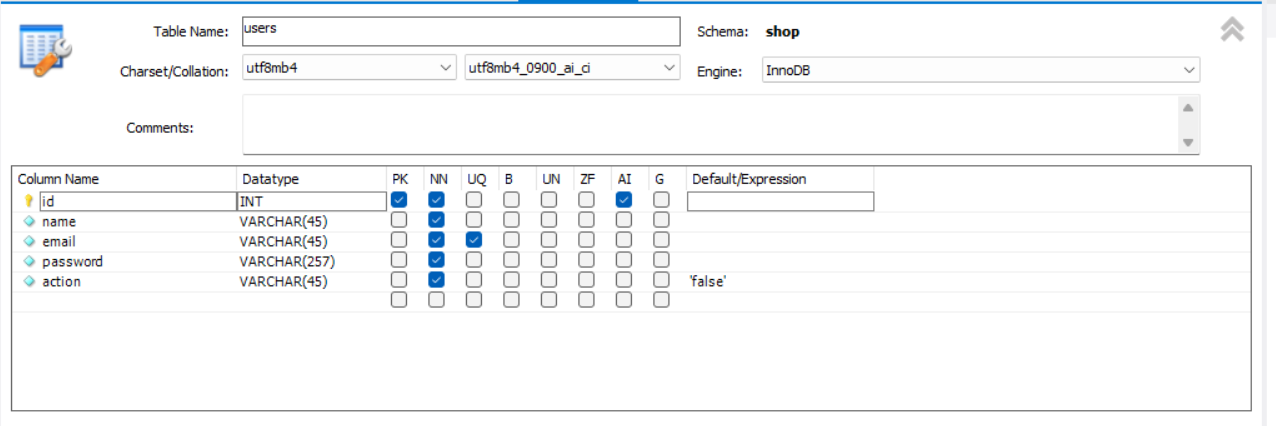 Table Name: users Schema: shop
Charset/Collation: utf8mb4 utf8mb4_0900_ai_ci Engine: InnoDB
Comments:
Column Name Datatype PK NN UQ B UN ZF AI G Default/Expression
id INT
name VARCHAR(45)
email VARCHAR(45)
password VARCHAR(257)
action VARCHAR(45) 'false'